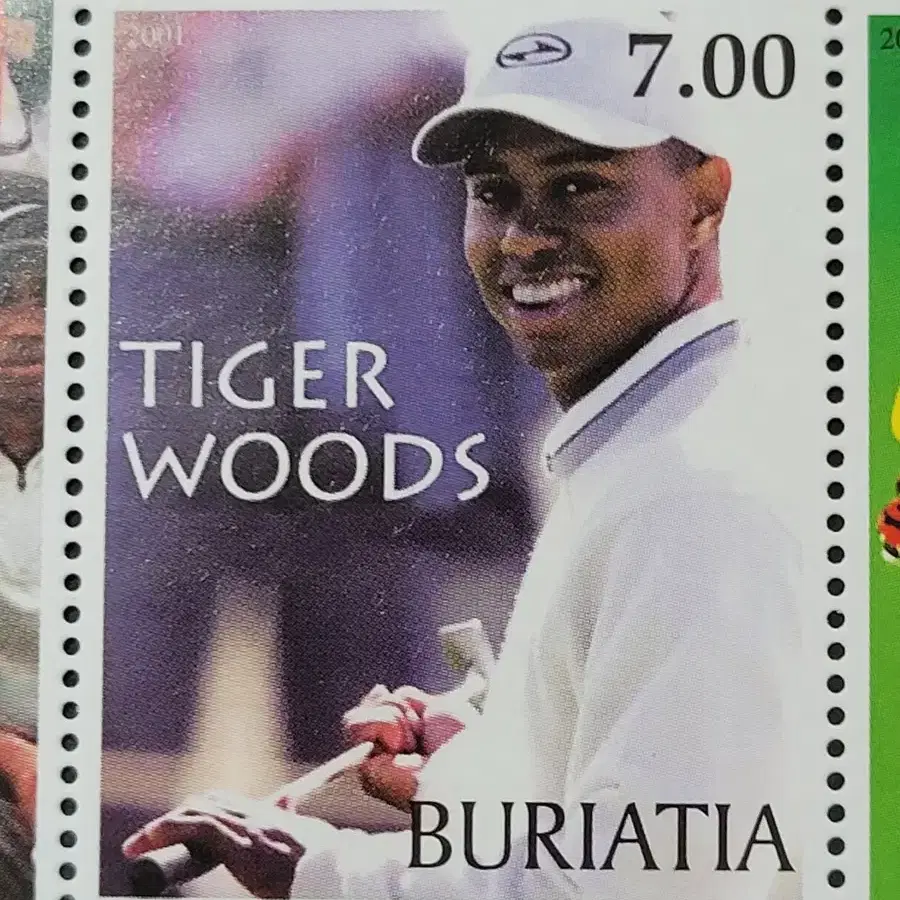 2001
7.00
TIGER
WOODS
BURIATIA